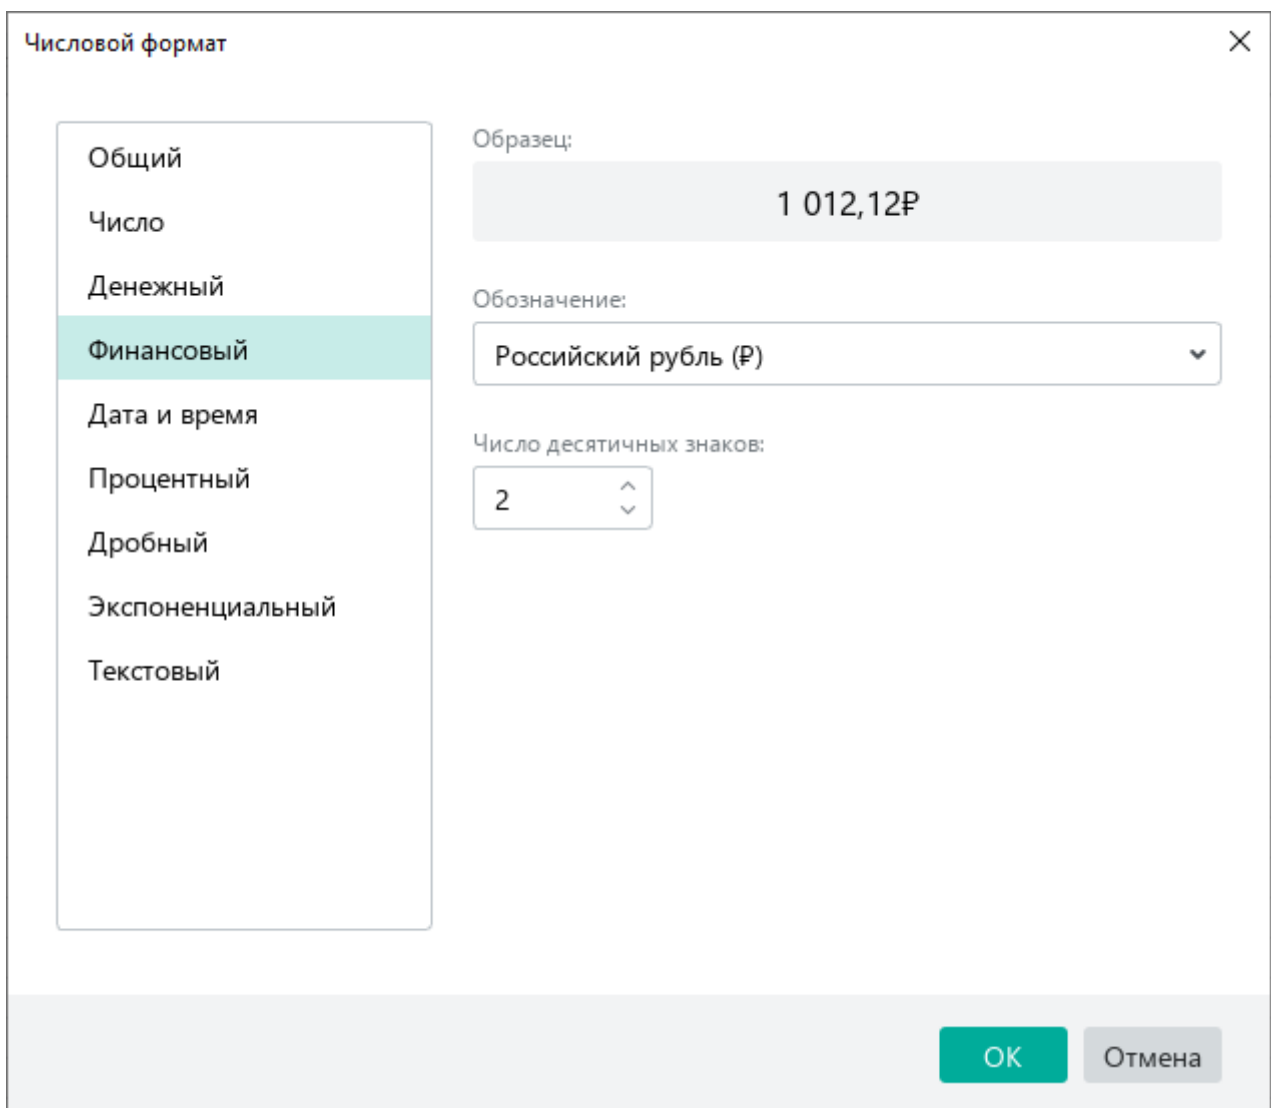 Числовой формат
Общий
Число
Денежный
Финансовый
Дата и время
Процентный
Дробный
Экспоненциальный
Текстовый
Образец:
1 012,12₽
Обозначение:
Российский рубль (₽)
Число десятичных знаков:
2
ОК
Отмена